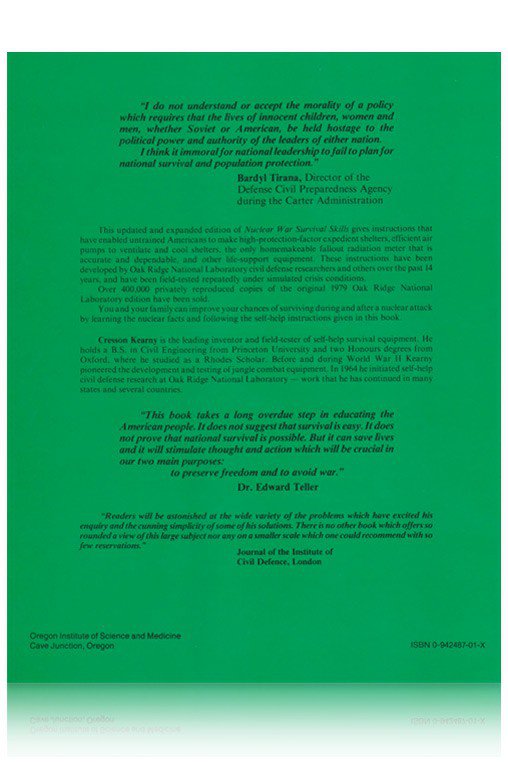 “I do not understand or accept the morality of a policy
which requires that the lives of innocent children, women and
men, whether Soviet or American, be held hostage to the
political power and authority of the leaders of either nation.
I think it immoral for national leadership to fail to plan for
national survival and population protection.”
Bardyl Tirana, Director of the
Defense Civil Preparedness Agency
during the Carter Administration
This updated and expanded edition of Nuclear War Survival Skills gives instructions that
have enabled untrained Americans to make high-protection-factor expedient shelters, efficient air
pumps to ventilate and cool shelters, the only homemakeable fallout radiation meter that is
accurate and dependable, and other life-support equipment. These instructions have been
developed by Oak Ridge National Laboratory civil defense researchers and others over the past 14
years, and have been field-tested repeatedly under simulated crisis conditions.
Over 400,000 privately reproduced copies of the original 1979 Oak Ridge National
Laboratory edition have been sold.
You and your family can improve your chances of surviving during and after a nuclear attack
by learning the nuclear facts and following the self-help instructions given in this book.
Cresson Kearny is the leading inventor and field-tester of self-help survival equipment. He
holds a B.S. in Civil Engineering from Princeton University and two Honours degrees from
Oxford, where he studied as a Rhodes Scholar. Before and during World War II Kearny
pioneered the development and testing of jungle combat equipment. In 1964 he initiated self-help
civil defense research at Oak Ridge National Laboratory — work that he has continued in many
states and several countries.
“This book takes a long overdue step in educating the
American people. It does not suggest that survival is easy. It does
not prove that national survival is possible. But it can save lives
and it will stimulate thought and action which will be crucial in
our two main purposes:
to preserve freedom and to avoid war.”
Dr. Edward Teller
“Readers will be astonished at the wide variety of the problems which have excited his
enquiry and the cunning simplicity of some of his solutions. There is no other book which offers so
rounded a view of this large subject nor any on a smaller scale which one could recommend with so
few reservations.”
Journal of the Institute of
Civil Defence, London
Oregon Institute of Science and Medicine
Cave Junction, Oregon
ISBN 0-942487-01-X